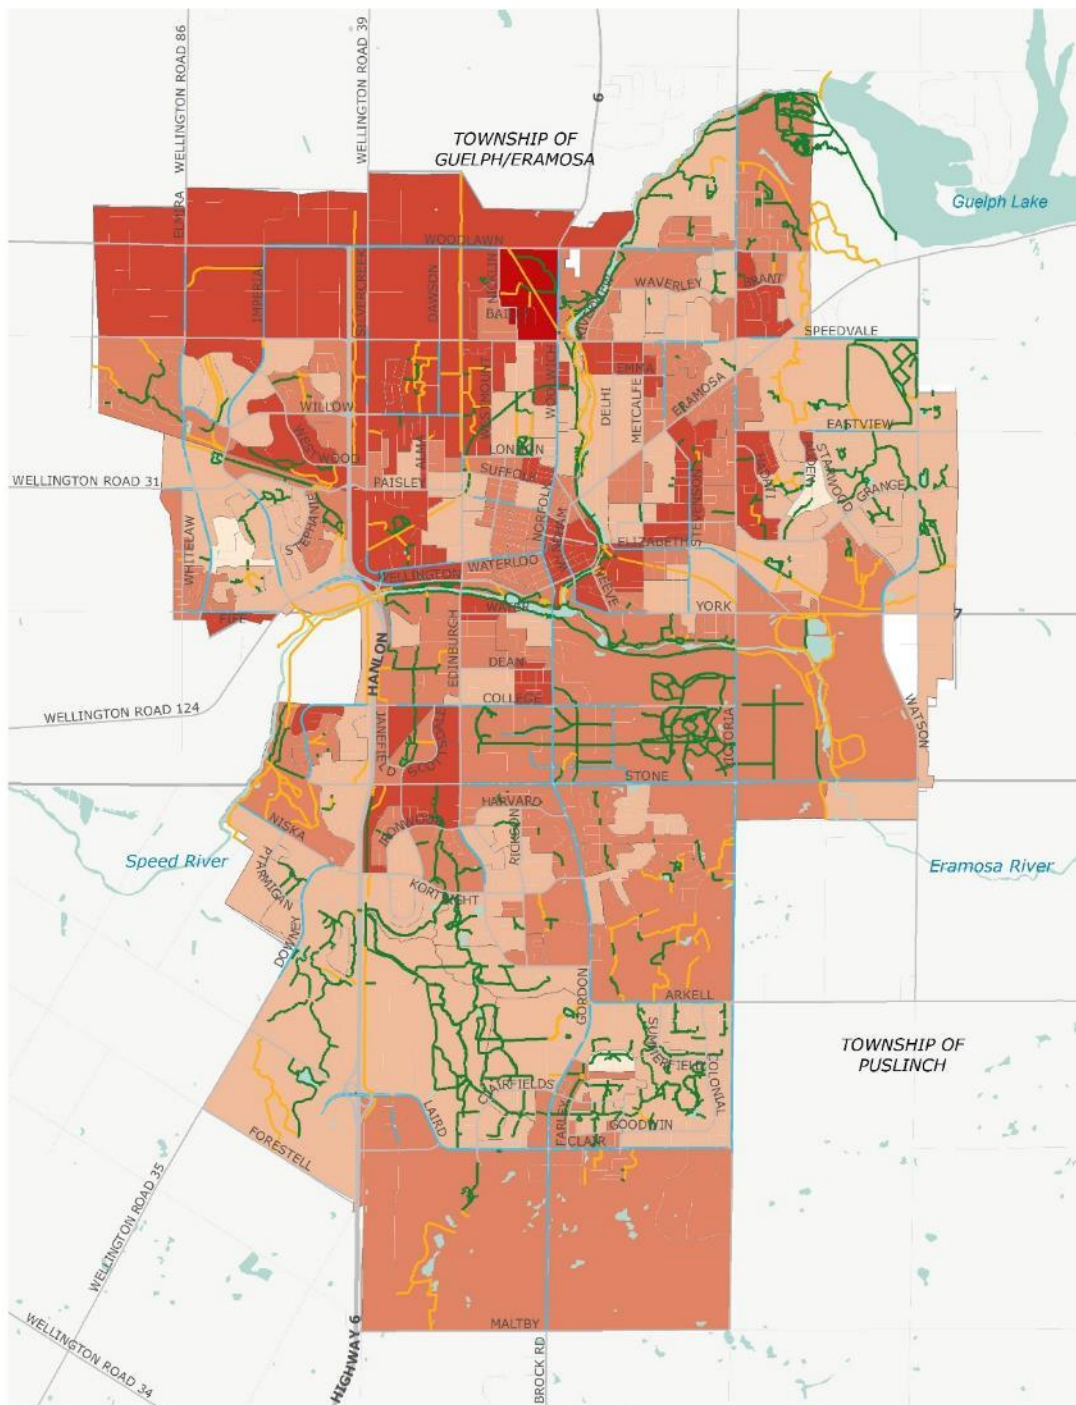 WELLINGTON ROAD 86
WELLINGTON ROAD 39
6
TOWNSHIP OF
GUELPH/ERAMOSA
Guelph Lake
ELMIRA
WOODLAWN
IMPERIAL
SILVERCREEK
DAWSON
NICKLIN
WAVERLEY
BRANT
SPEEDVALE
WILLOW
WESTWOOD
ALMA
WESTMOUNT
WOOLWICH
EMMA
DELHI
METCALFE
ERAMOSA
EASTVIEW
LONDON
SUFFOLK
STARWOOD
GRANGE
WELLINGTON ROAD 31
PAISLEY
NORFOLK
STEVENSON
STEPHANIE
WHITELAW
WATERLOO
ELIZABETH
WELLINGTON
WATER
YORK
7
FIFE
HANLON
EDINBURGH
DEAN
COLLEGE
WELLINGTON ROAD 124
JANEFIELD
SCOTTSDALE
VICTORIA
WATSON
STONE
NISKA
IRONWOOD
HARVARD
RICKSON
Speed River
Eramosa River
PTARMIGAN
KORTRIGHT
DOWNEY
GORDON
ARKELL
SUMMERFIELD
COLONIAL
TOWNSHIP OF
PUSLINCH
CLAIRFIELDS
LAIRD
FARLEY
GOODWIN
CLAIR
FORESTELL
WELLINGTON ROAD 35
MALTBY
HIGHWAY 6
BROCK RD
WELLINGTON ROAD 34